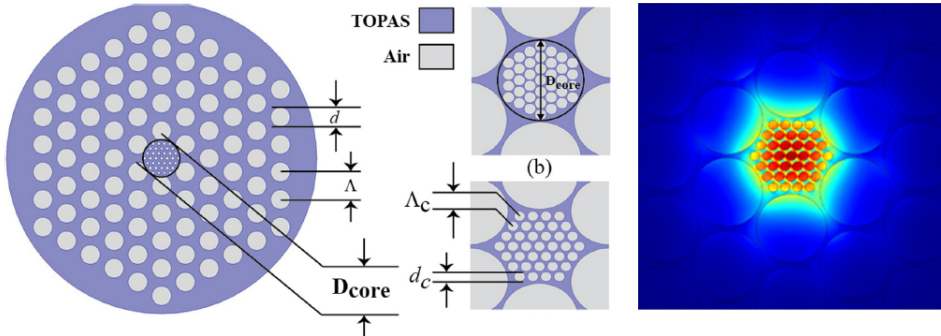 TOPAS
Air
d
Λ
D_core
D_core
(b)
Λ_c
d_c